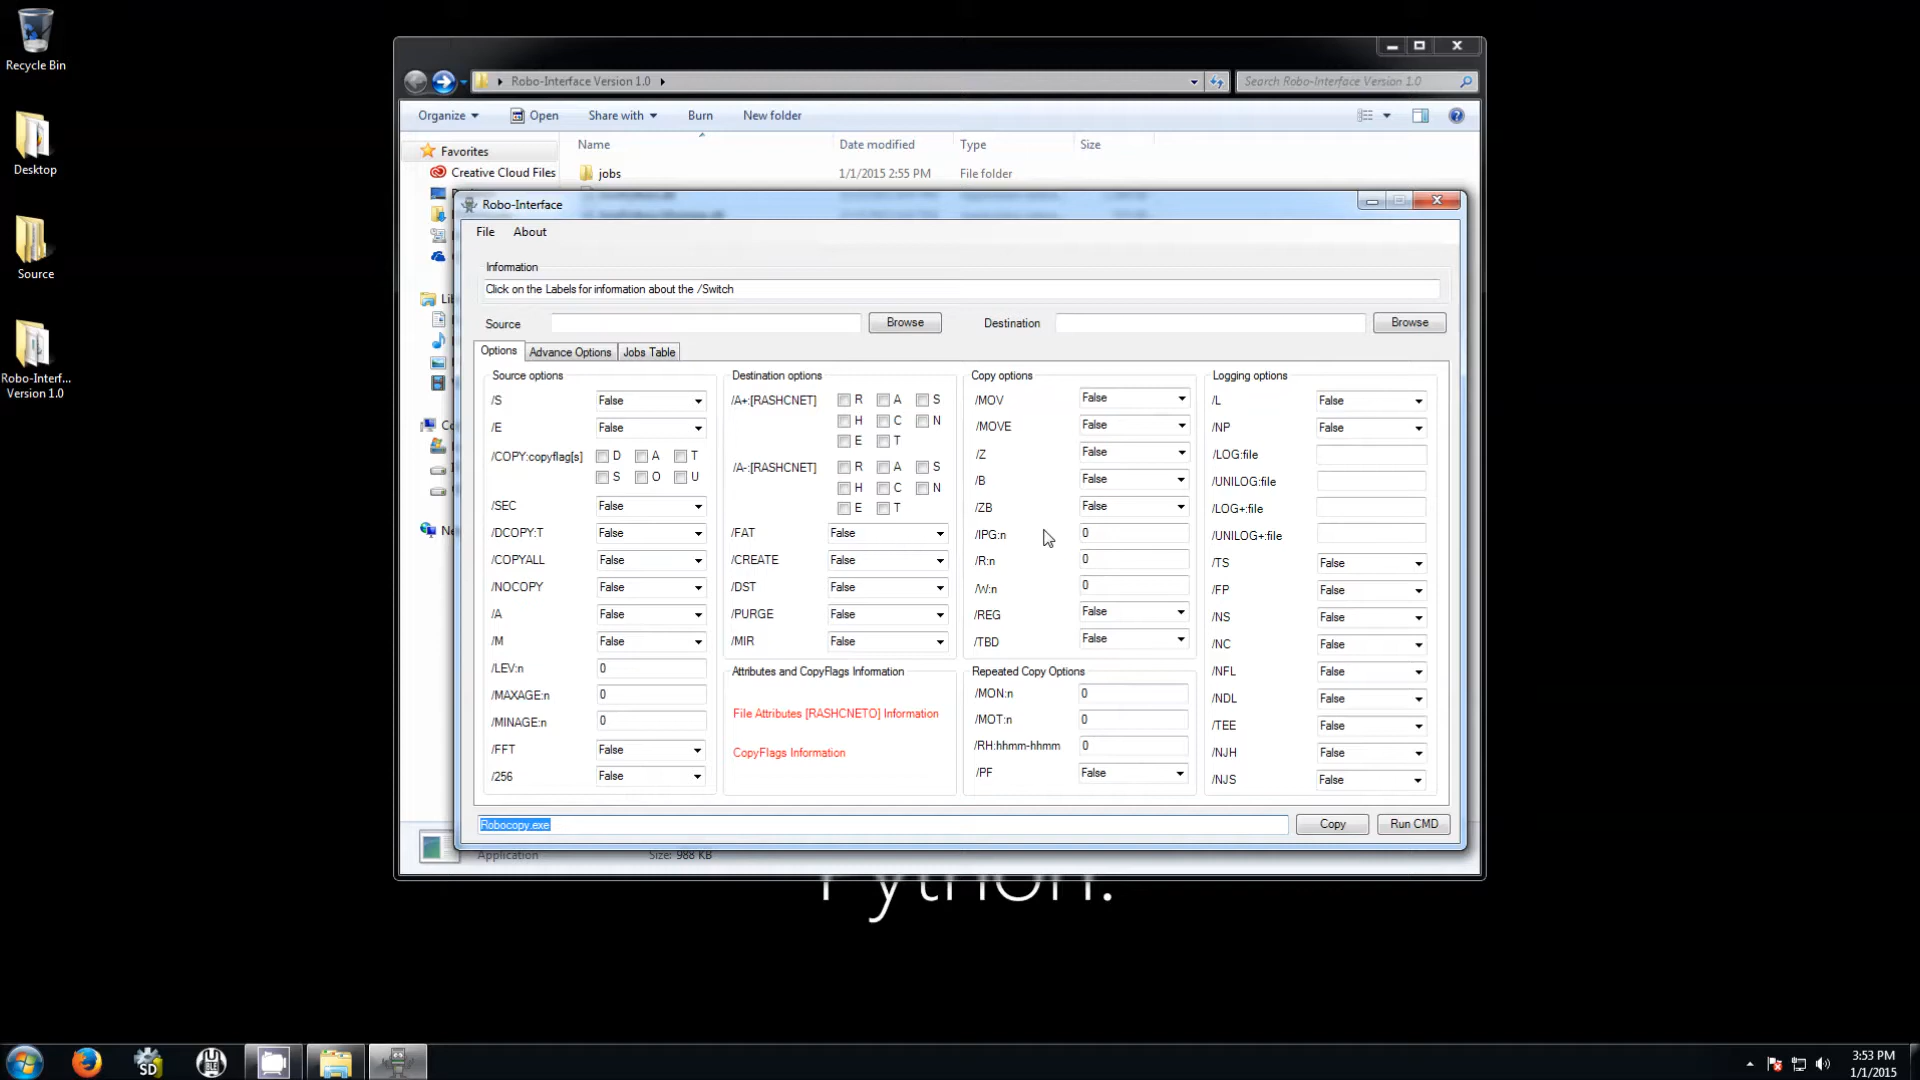 Recycle Bin
Desktop
Source
Robo-Interf...
Version 1.0
Robo-Interface Version 1.0
Search Robo-Interface Version 1.0
Organize Open Share with Burn New folder
Favorites
Creative Cloud Files
Name Date modified Type Size
jobs 1/1/2015 2:55 PM File folder
Robo-Interface
File About
Information
Click on the Labels for information about the /Switch
Source Browse Destination Browse
Options Advance Options Jobs Table
Source options
/S False
/E False
/COPY:copyflag[s] D A T
S O U
/SEC False
/DCOPY:T False
/COPYALL False
/NOCOPY False
/A False
/M False
/LEV:n 0
/MAXAGE:n 0
/MINAGE:n 0
/FFT False
/256 False
Destination options
/A+:[RASHCNET] R A S
H C N
E T
/A-:[RASHCNET] R A S
H C N
E T
/FAT False
/CREATE False
/DST False
/PURGE False
/MIR False
Attributes and CopyFlags Information
File Attributes [RASHCNETO] Information
CopyFlags Information
Copy options
/MOV False
/MOVE False
/Z False
/B False
/ZB False
/IPG:n 0
/R:n 0
/W:n 0
/REG False
/TBD False
Repeated Copy Options
/MON:n 0
/MOT:n 0
/RH:hhmm-hhmm 0
/PF False
Logging options
/L False
/NP False
/LOG:file
/UNILOG:file
/LOG+:file
/UNILOG+:file
/TS False
/FP False
/NS False
/NC False
/NFL False
/NDL False
/TEE False
/NJH False
/NJS False
Robocopy.exe Copy Run CMD
Application Size: 988 KB
Python.
SD
3:53 PM
1/1/2015